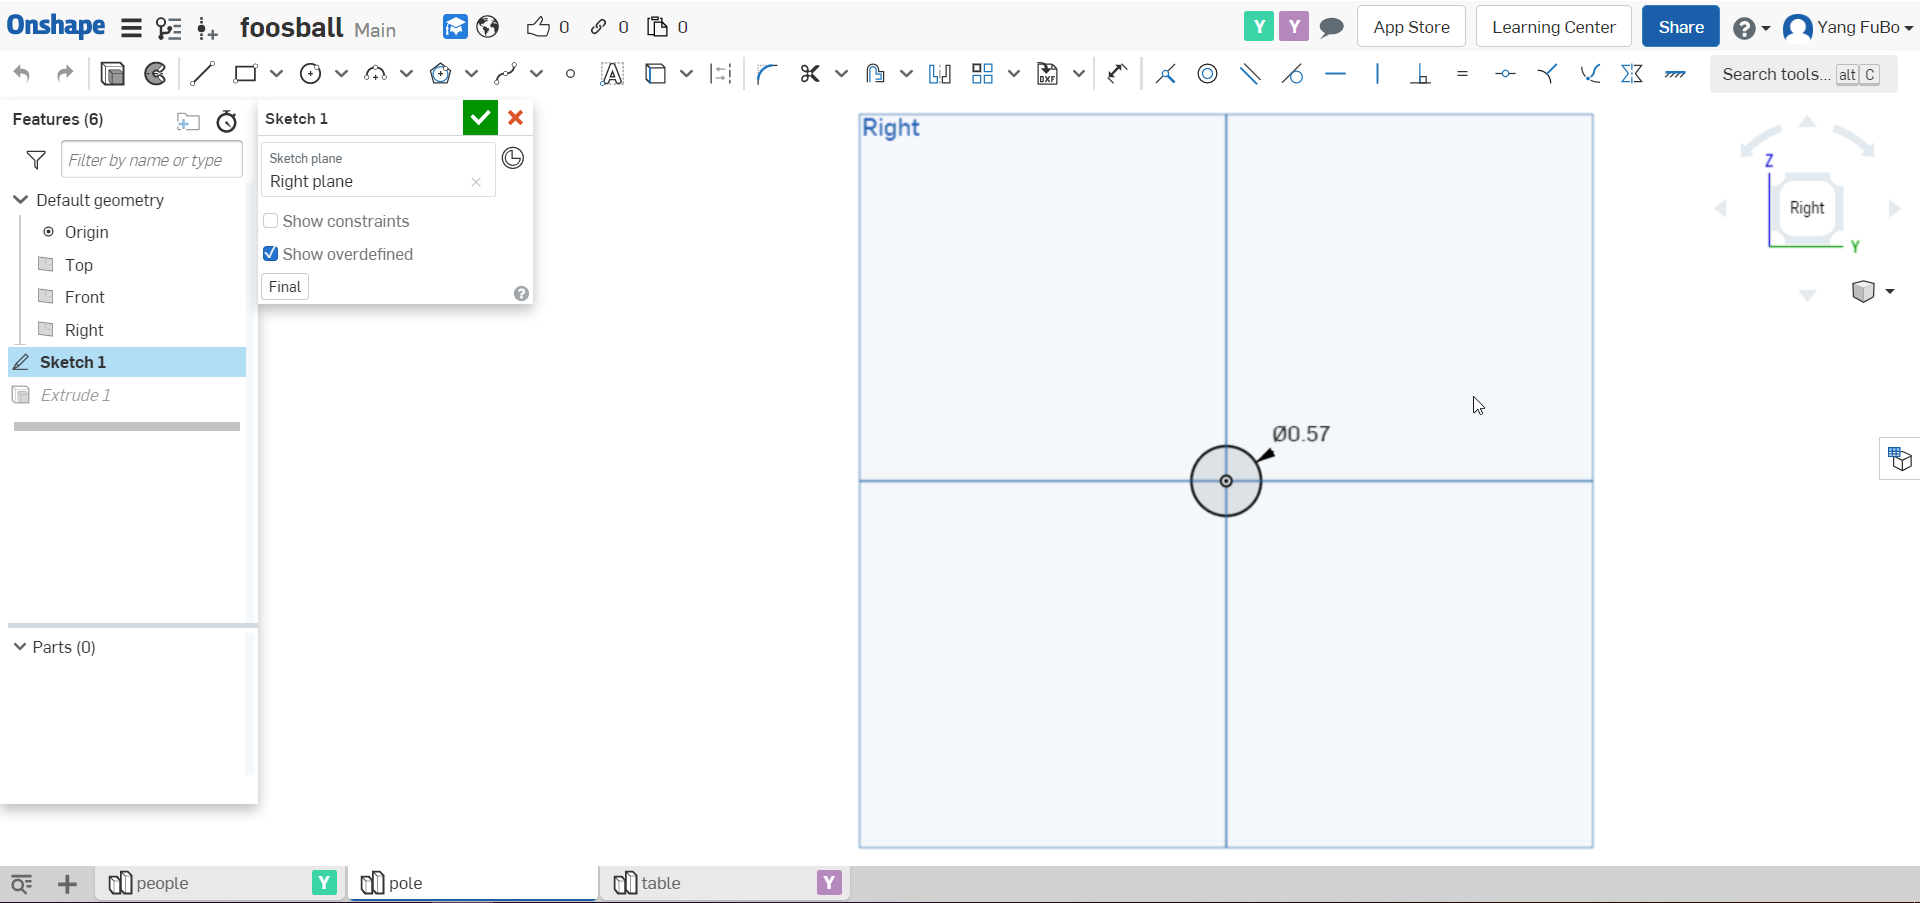 Onshape foosball Main 0 0 0 Y Y App Store Learning Center Share ? Yang FuBo
A DXF Search tools... alt C
Features (6)
Filter by name or type
Default geometry
Origin
Top
Front
Right
Sketch 1
Extrude 1
Parts (0)
Sketch 1
Sketch plane
Right plane
Show constraints
Show overdefined
Final
?
Right
Ø0.57
Z
Right
Y
people Y pole table Y